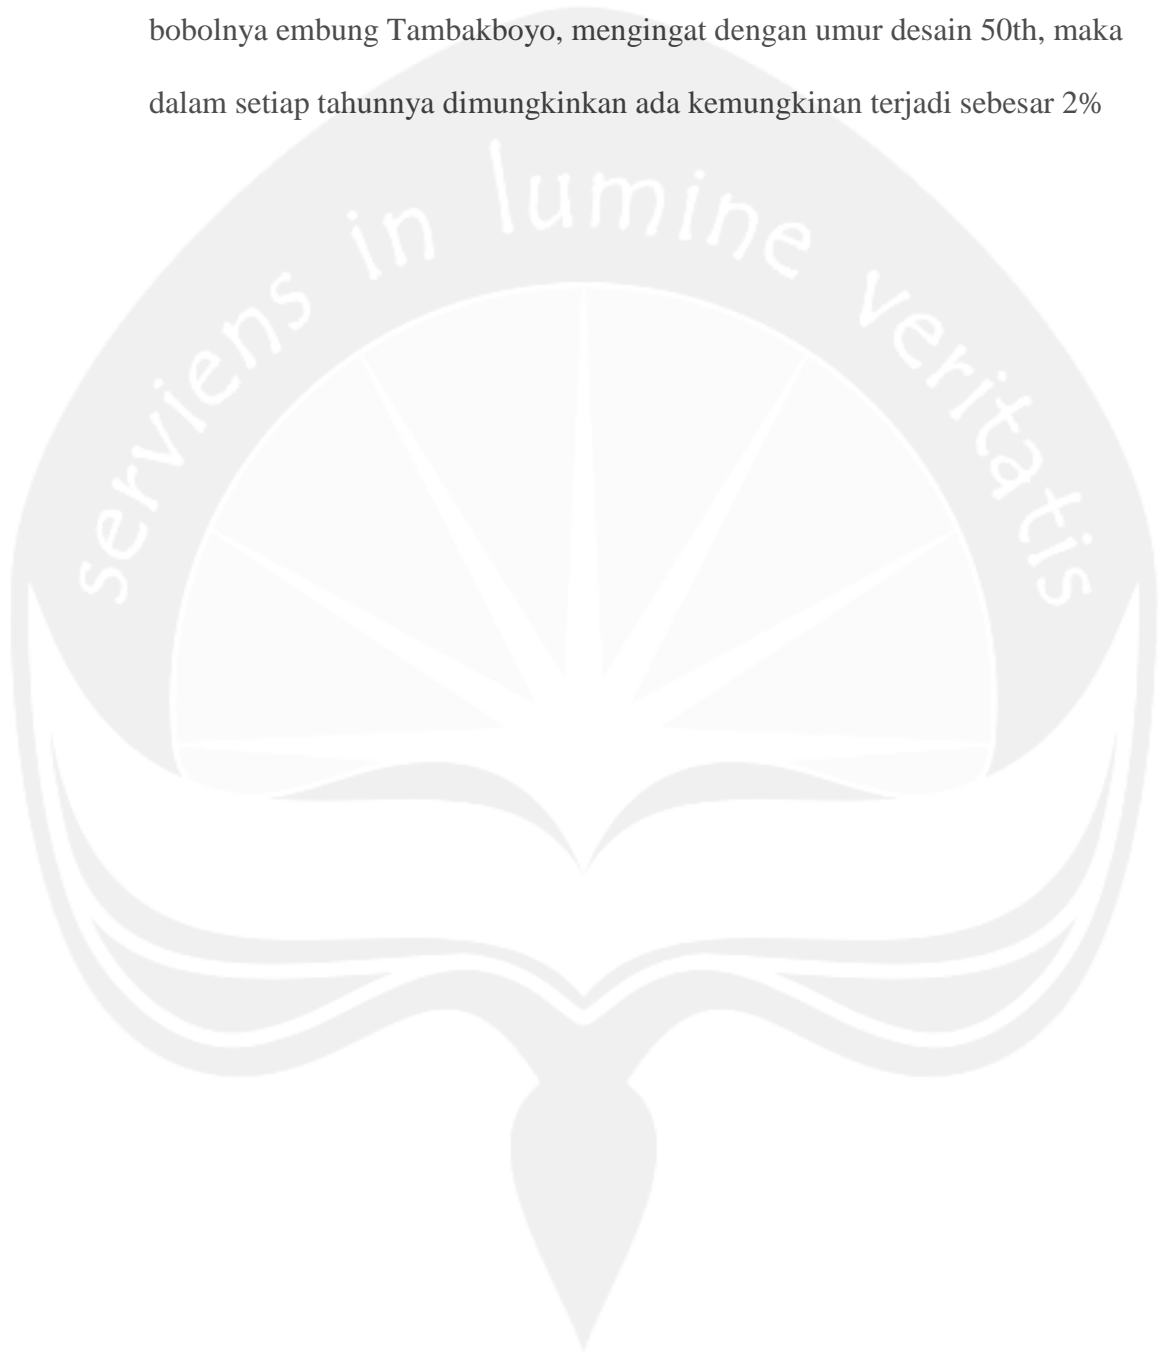 bobolnya embung Tambakboyo, mengingat dengan umur desain 50th, maka
dalam setiap tahunnya dimungkinkan ada kemungkinan terjadi sebesar 2%
serviens in lumine veritatis